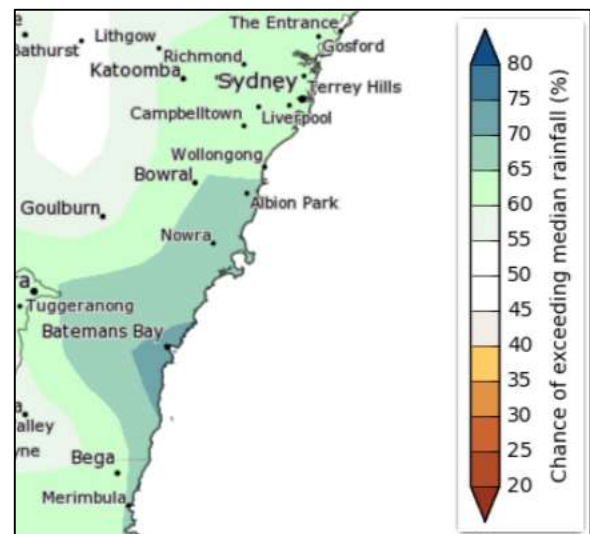 The Entrance
Lithgow
Bathurst
Gosford
Richmond
Katoomba
Sydney
Terrey Hills
Campbelltown
Liverpool
Wollongong
Bowral
Albion Park
Goulburn
Nowra
Tuggeranong
Batemans Bay
alley
yne
Bega
Merimbula
80
75
70
65
60
55
50
45
40
35
30
25
20
Chance of exceeding median rainfall (%)